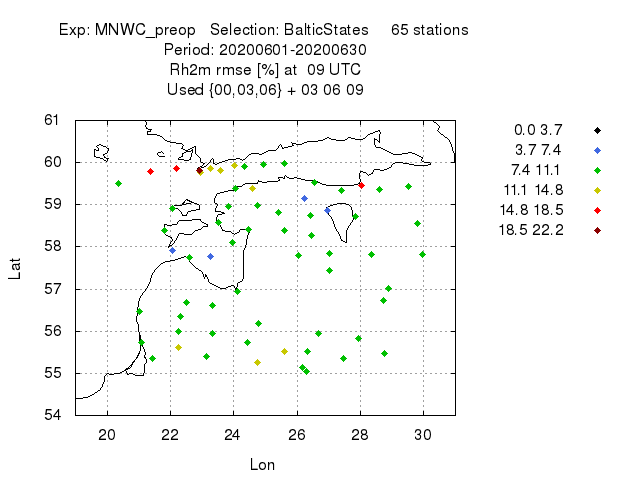 Exp: MNWC_preop Selection: BalticStates 65 stations
Period: 20200601-20200630
Rh2m rmse [%] at 09 UTC
Used {00,03,06} + 03 06 09
61
60
59
58
57
56
55
54
Lat
20 22 24 26 28 30
Lon
0.0 3.7
3.7 7.4
7.4 11.1
11.1 14.8
14.8 18.5
18.5 22.2